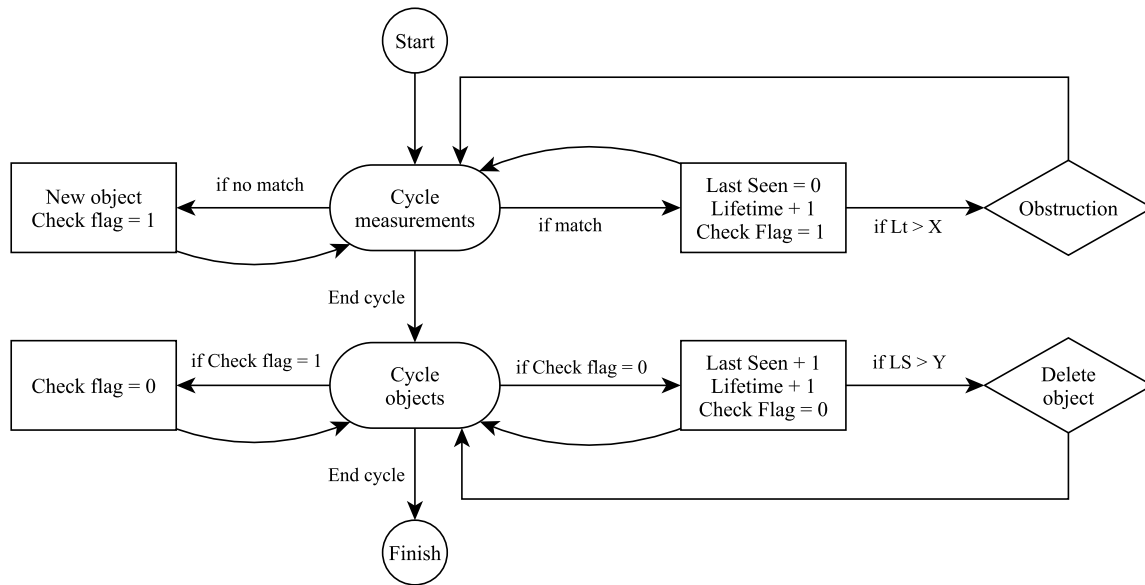 Start
New object
Check flag = 1
if no match
Cycle
measurements
if match
Last Seen = 0
Lifetime + 1
Check Flag = 1
if Lt > X
Obstruction
End cycle
Check flag = 0
if Check flag = 1
Cycle
objects
if Check flag = 0
Last Seen + 1
Lifetime + 1
Check Flag = 0
if LS > Y
Delete
object
End cycle
Finish